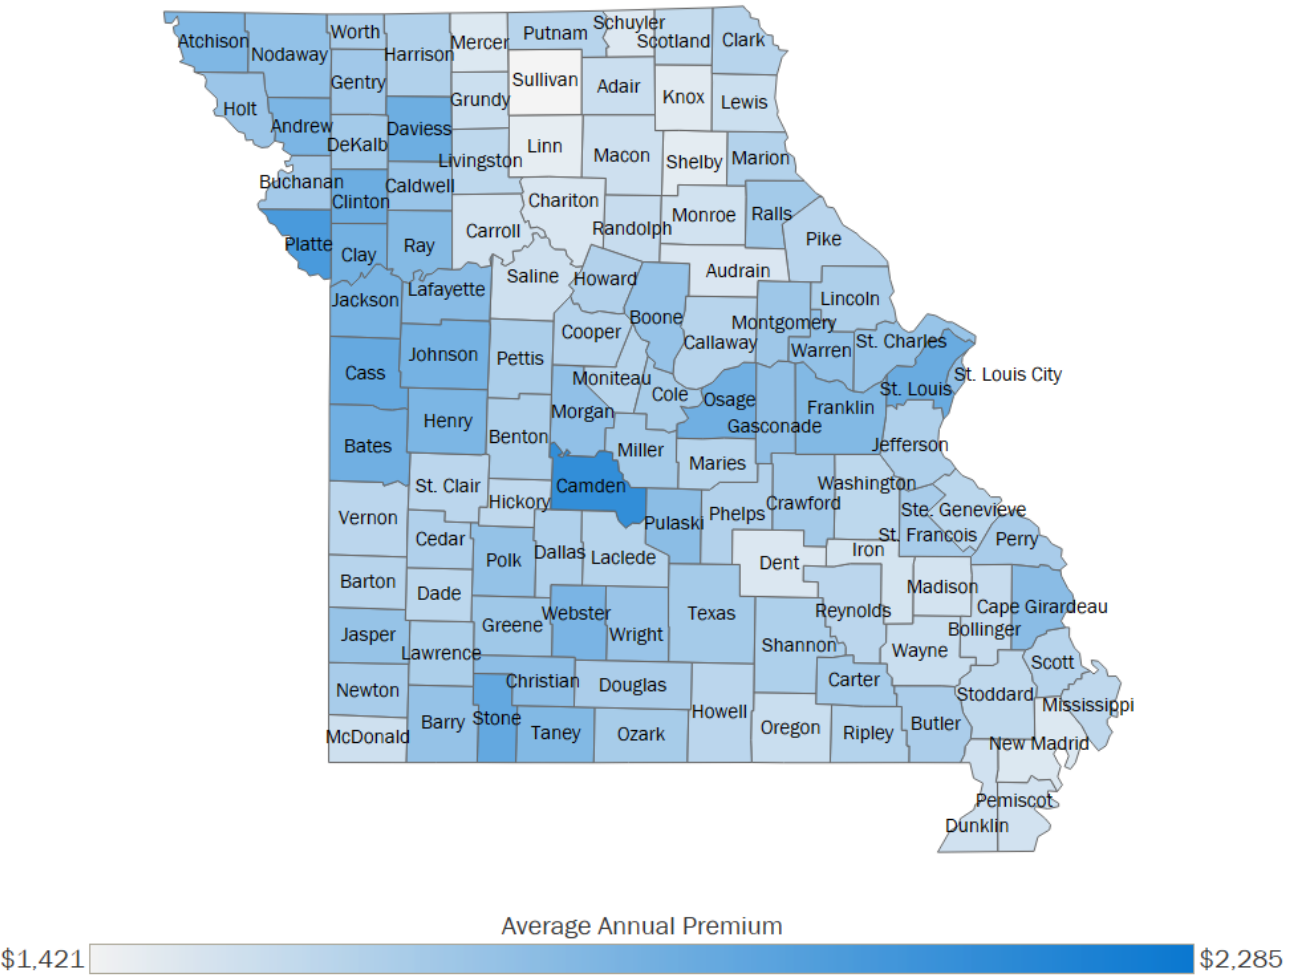 Schuyler
Worth
Putnam
Atchison
Nodaway
Harrison
Mercer
Scotland
Clark
Gentry
Sullivan
Adair
Knox
Lewis
Holt
Grundy
Andrew
Daviess
DeKalb
Linn
Macon
Shelby
Marion
Livingston
Buchanan
Clinton
Caldwell
Chariton
Randolph
Monroe
Ralls
Pike
Platte
Clay
Ray
Carroll
Saline
Howard
Audrain
Jackson
Lafayette
Lincoln
Boone
Montgomery
Cooper
Callaway
Warren
St. Charles
Johnson
Pettis
Cass
Moniteau
St. Louis City
St. Louis
Cole
Osage
Morgan
Franklin
Henry
Gasconade
Bates
Benton
Miller
Jefferson
Maries
St. Clair
Camden
Washington
Hickory
Crawford
Vernon
Pulaski
Phelps
Ste. Genevieve
Cedar
St. Francois
Perry
Polk
Dallas
Laclede
Dent
Iron
Barton
Dade
Madison
Webster
Texas
Reynolds
Cape Girardeau
Greene
Jasper
Wright
Bollinger
Lawrence
Shannon
Wayne
Scott
Newton
Christian
Douglas
Carter
Stoddard
Mississippi
Barry
Stone
Howell
Taney
Ozark
Oregon
Ripley
Butler
McDonald
New Madrid
Pemiscot
Dunklin
Average Annual Premium
$1,421
$2,285